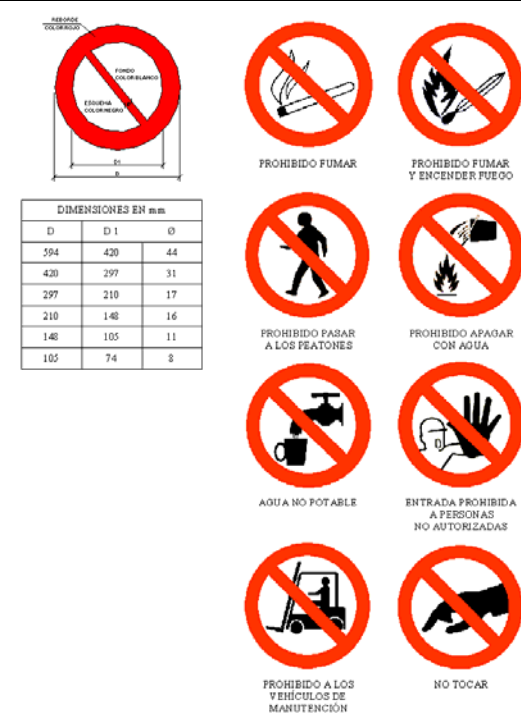 REBORDE
COLOR ROJO
FONDO
COLOR BLANCO
ESQUEMA
COLOR NEGRO
D1
D
DIMENSIONES EN mm
D D 1 Ø
594 420 44
420 297 31
297 210 17
210 148 16
148 105 11
105 74 8
PROHIBIDO FUMAR
PROHIBIDO FUMAR
Y ENCENDER FUEGO
PROHIBIDO PASAR
A LOS PEATONES
PROHIBIDO APAGAR
CON AGUA
AGUA NO POTABLE
ENTRADA PROHIBIDA
A PERSONAS
NO AUTORIZADAS
PROHIBIDO A LOS
VEHÍCULOS DE
MANUTENCIÓN
NO TOCAR